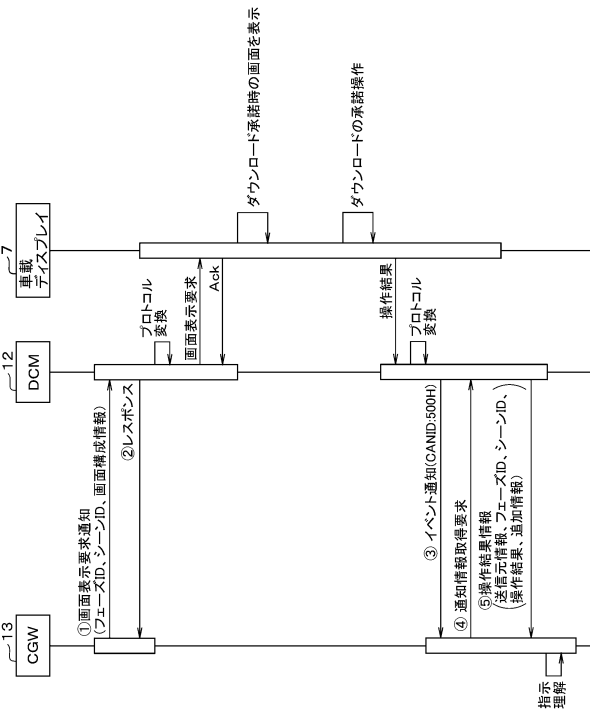 13
CGW
12
DCM
7
車載
ディスプレイ
①画面表示要求通知
(フェーズID、シーンID、画面構成情報)
②レスポンス
プロトコル
変換
画面表示要求
Ack
ダウンロード承諾時の画面を表示
ダウンロードの承諾操作
操作結果
プロトコル
変換
③ イベント通知(CANID:500H)
④ 通知情報取得要求
⑤操作結果情報
(送信元情報、フェーズID、シーンID、
操作結果、追加情報)
指示
理解